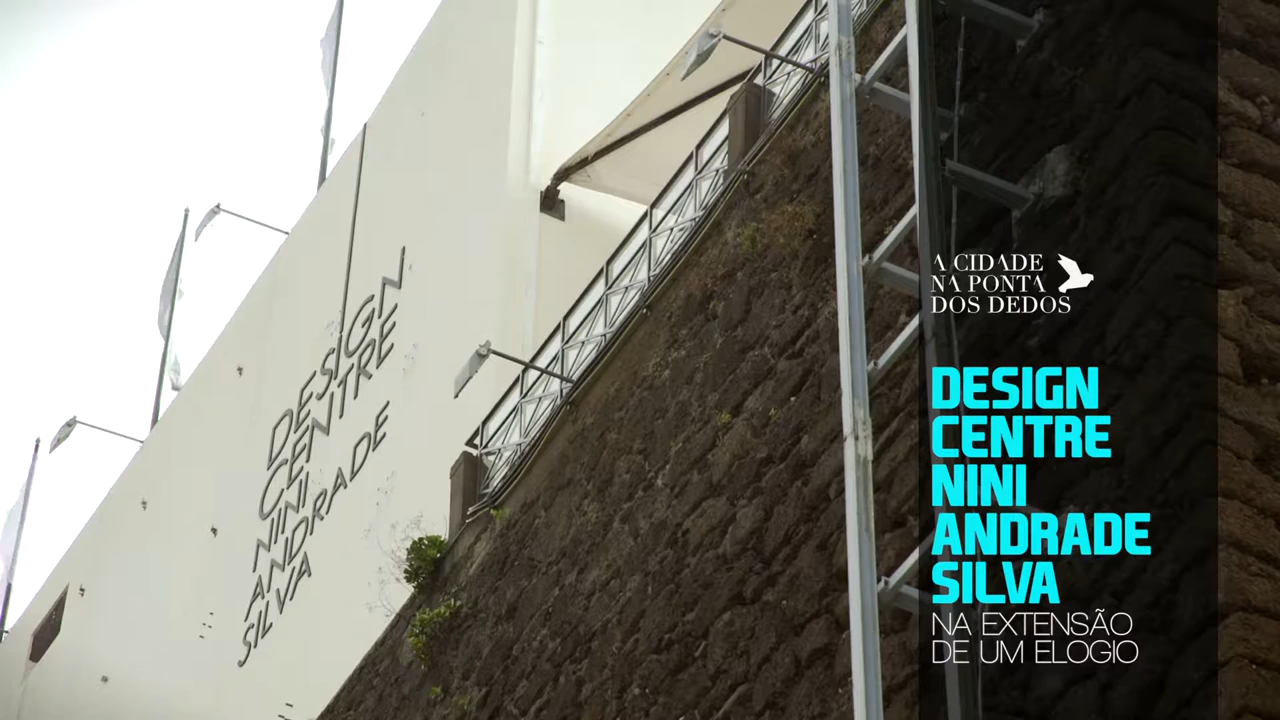 DESIGN
CENTRE
NINI
ANDRADE
SILVA
A CIDADE
NA PONTA
DOS DEDOS
DESIGN
CENTRE
NINI
ANDRADE
SILVA
NA EXTENSÃO
DE UM ELOGIO